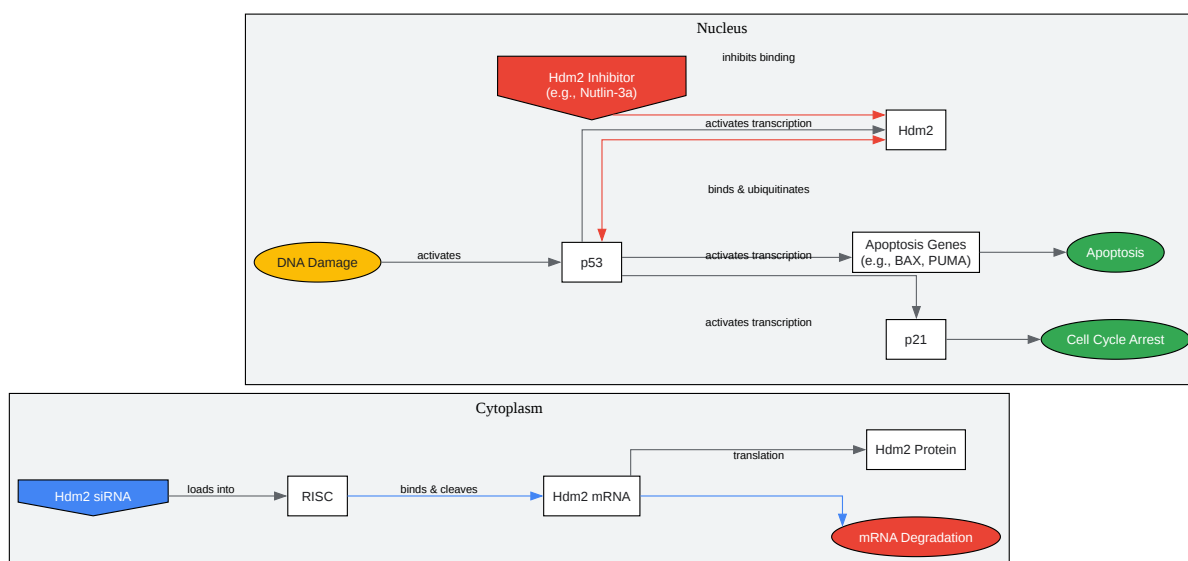 Nucleus
inhibits binding
Hdm2 Inhibitor
(e.g., Nutlin-3a)
activates transcription
Hdm2
binds & ubiquitinates
DNA Damage
activates
p53
activates transcription
Apoptosis Genes
(e.g., BAX, PUMA)
Apoptosis
activates transcription
p21
Cell Cycle Arrest
Cytoplasm
Hdm2 siRNA
loads into
RISC
binds & cleaves
Hdm2 mRNA
translation
Hdm2 Protein
mRNA Degradation